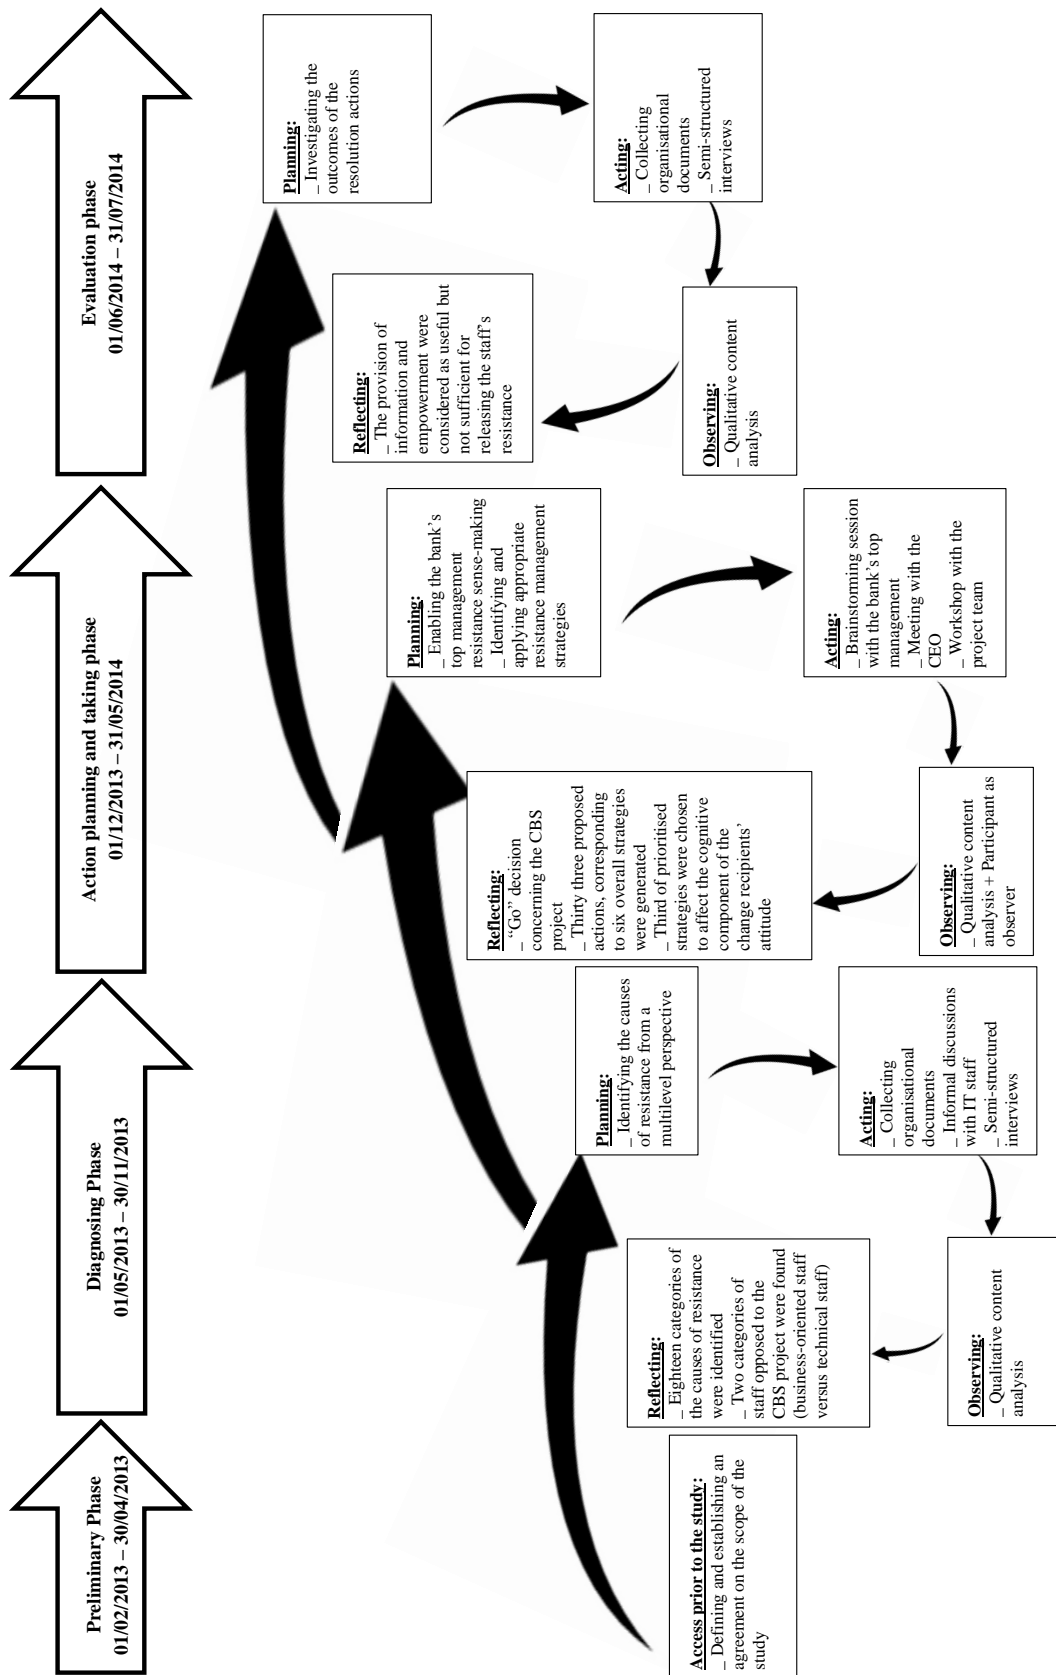 Preliminary Phase
01/02/2013 – 30/04/2013
Diagnosing Phase
01/05/2013 – 30/11/2013
Action planning and taking phase
01/12/2013 – 31/05/2014
Evaluation phase
01/06/2014 – 31/07/2014
Access prior to the study:
_ Defining and establishing an
agreement on the scope of the
study
Planning:
_ Identifying the causes
of resistance from a
multilevel perspective
Acting:
_ Collecting
organisational
documents
_ Informal discussions
with IT staff
_ Semi-structured
interviews
Observing:
_ Qualitative content
analysis
Reflecting:
_ Eighteen categories of
the causes of resistance
were identified
_ Two categories of
staff opposed to the
CBS project were found
(business-oriented staff
versus technical staff)
Planning:
_ Enabling the bank's
top management
resistance sense-making
_ Identifying and
applying appropriate
resistance management
strategies
Acting:
_ Brainstorming session
with the bank's top
management
_ Meeting with the
CEO
_ Workshop with the
project team
Observing:
_ Qualitative content
analysis + Participant as
observer
Reflecting:
_ "Go" decision
concerning the CBS
project
_ Thirty three proposed
actions, corresponding
to six overall strategies
were generated
_ Third of prioritised
strategies were chosen
to affect the cognitive
component of the
change recipients'
attitude
Planning:
_ Investigating the
outcomes of the
resolution actions
Acting:
_ Collecting
organisational
documents
_ Semi-structured
interviews
Observing:
_ Qualitative content
analysis
Reflecting:
_ The provision of
information and
empowerment were
considered as useful but
not sufficient for
releasing the staff's
resistance